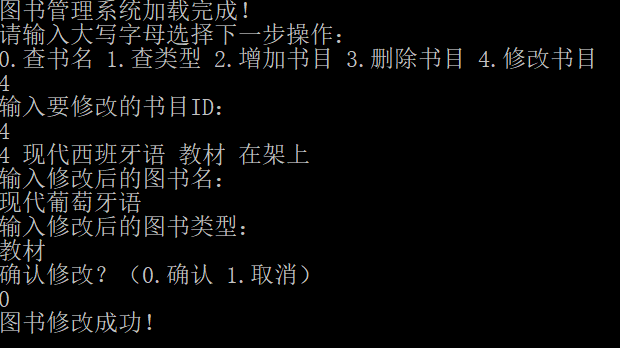 图书管理系统加载完成!
请输入大写字母选择下一步操作:
0.查书名 1.查类型 2.增加书目 3.删除书目 4.修改书目
4
输入要修改的书目ID:
4
4 现代西班牙语 教材 在架上
输入修改后的图书名:
现代葡萄牙语
输入修改后的图书类型:
教材
确认修改? (0.确认 1.取消)
0
图书修改成功!